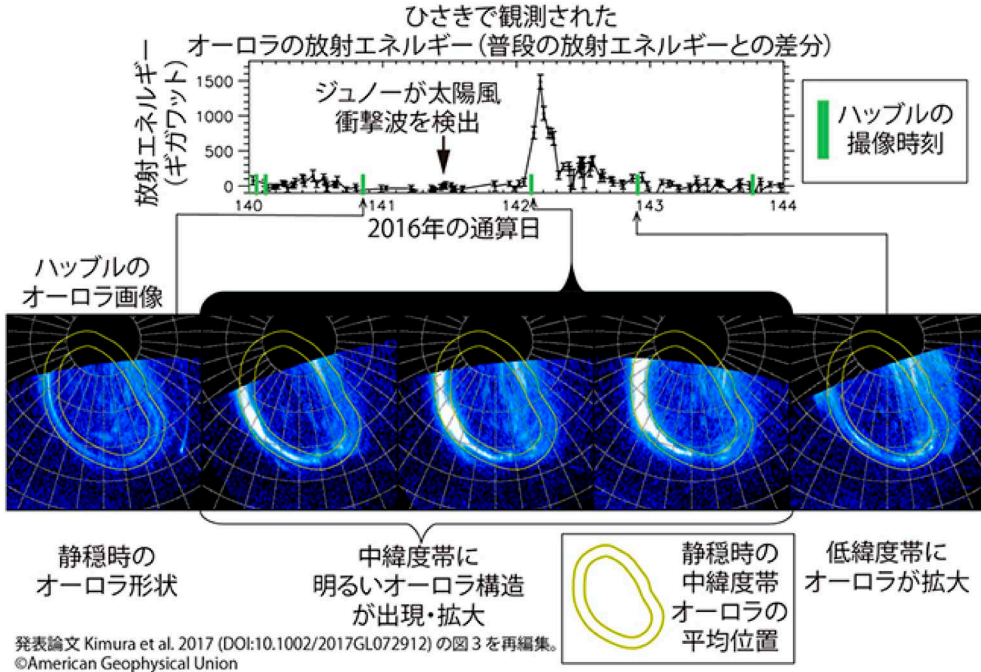 ひさきで観測された
オーロラの放射エネルギー(普段の放射エネルギーとの差分)
放射エネルギー
(ギガワット)
1500
1000
500
0
ジュノーが太陽風
衝撃波を検出
ハッブルの
撮像時刻
140
141
142
143
144
2016年の通算日
ハッブルの
オーロラ画像
静穏時の
オーロラ形状
中緯度帯に
明るいオーロラ構造
が出現・拡大
静穏時の
中緯度帯
オーロラの
平均位置
低緯度帯に
オーロラが拡大
発表論文 Kimura et al. 2017 (DOI:10.1002/2017GL072912) の図 3 を再編集。
©American Geophysical Union